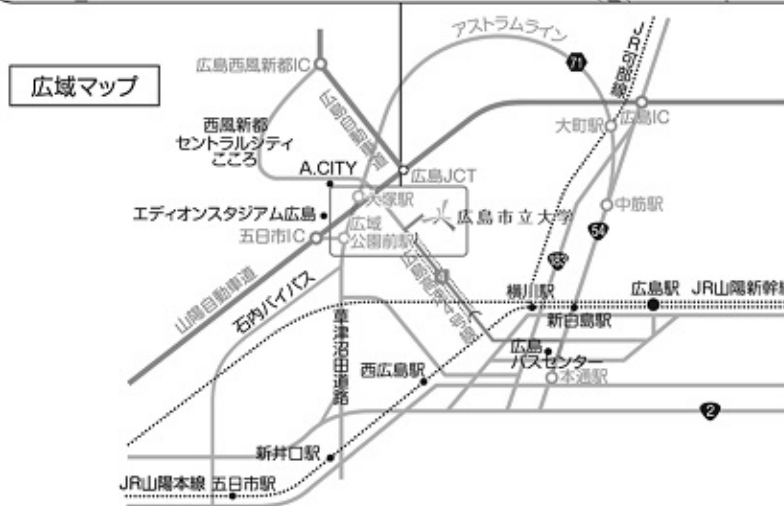 アストラムライン
71
JR可部線
広島西風新都IC
広域マップ
広島自動車道
大町駅
広島IC
西風新都
セントラルシティ
こころ
A.CITY
広島JCT
大塚駅
中筋駅
エディオンスタジアム広島
広島市立大学
五日市IC
広域
公園前駅
54
183
4
広島高速4号線
山陽自動車道
石内バイパス
草津沼田道路
横川駅
広島駅
JR山陽新幹線
新白島駅
広島
バスセンター
西広島駅
本通駅
2
新井口駅
JR山陽本線
五日市駅